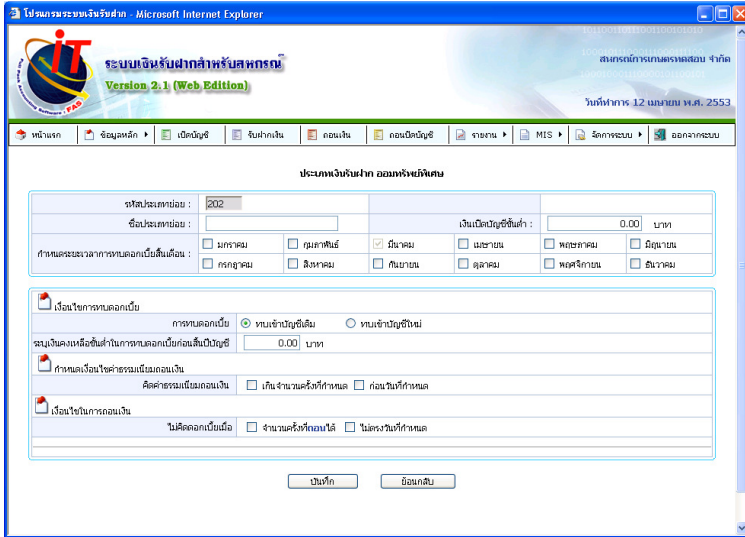 โปรแกรมระบบเงินรับฝาก - Microsoft Internet Explorer
iT
Full Pack Accounting Software : FAS
ระบบเงินรับฝากสำหรับสหกรณ์
Version 2.1 (Web Edition)
สหกรณ์การเกษตรทดสอบ จำกัด
วันที่ทำการ 12 เมษายน พ.ศ. 2553
หน้าแรก ข้อมูลหลัก เปิดบัญชี รับฝากเงิน ถอนเงิน ถอนปิดบัญชี รายงาน MIS จัดการระบบ ออกจากระบบ
ประเภทเงินรับฝาก ออมทรัพย์พิเศษ
รหัสประเภทย่อย : 202
ชื่อประเภทย่อย : เงินเปิดบัญชีขั้นต่ำ : 0.00 บาท
กำหนดระยะเวลาการทบดอกเบี้ยสิ้นเดือน :
มกราคม กุมภาพันธ์ มีนาคม เมษายน พฤษภาคม มิถุนายน
กรกฎาคม สิงหาคม กันยายน ตุลาคม พฤศจิกายน ธันวาคม
เงื่อนไขการทบดอกเบี้ย
การทบดอกเบี้ย ทบเข้าบัญชีเดิม ทบเข้าบัญชีใหม่
ระบุเงินคงเหลือขั้นต่ำในการทบดอกเบี้ยก่อนสิ้นปีบัญชี 0.00 บาท
กำหนดเงื่อนไขค่าธรรมเนียมถอนเงิน
คิดค่าธรรมเนียมถอนเงิน เกินจำนวนครั้งที่กำหนด ก่อนวันที่กำหนด
เงื่อนไขในการถอนเงิน
ไม่คิดดอกเบี้ยเมื่อ จำนวนครั้งที่ถอนได้ ไม่ตรงวันที่กำหนด
บันทึก ย้อนกลับ